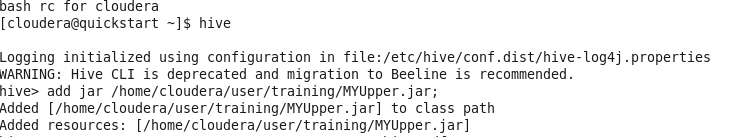 bash rc for cloudera
[cloudera@quickstart ~]$ hive
Logging initialized using configuration in file:/etc/hive/conf.dist/hive-log4j.properties
WARNING: Hive CLI is deprecated and migration to Beeline is recommended.
hive> add jar /home/cloudera/user/training/MYUpper.jar;
Added [/home/cloudera/user/training/MYUpper.jar] to class path
Added resources: [/home/cloudera/user/training/MYUpper.jar]